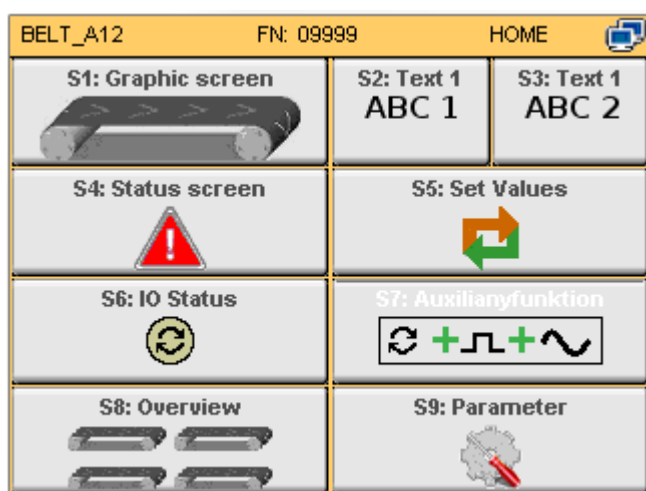 BELT_A12 FN: 09999 HOME
S1: Graphic screen
S2: Text 1
ABC 1
S3: Text 1
ABC 2
S4: Status screen
S5: Set Values
S6: IO Status
S7: Auxilianyfunktion
S8: Overview
S9: Parameter